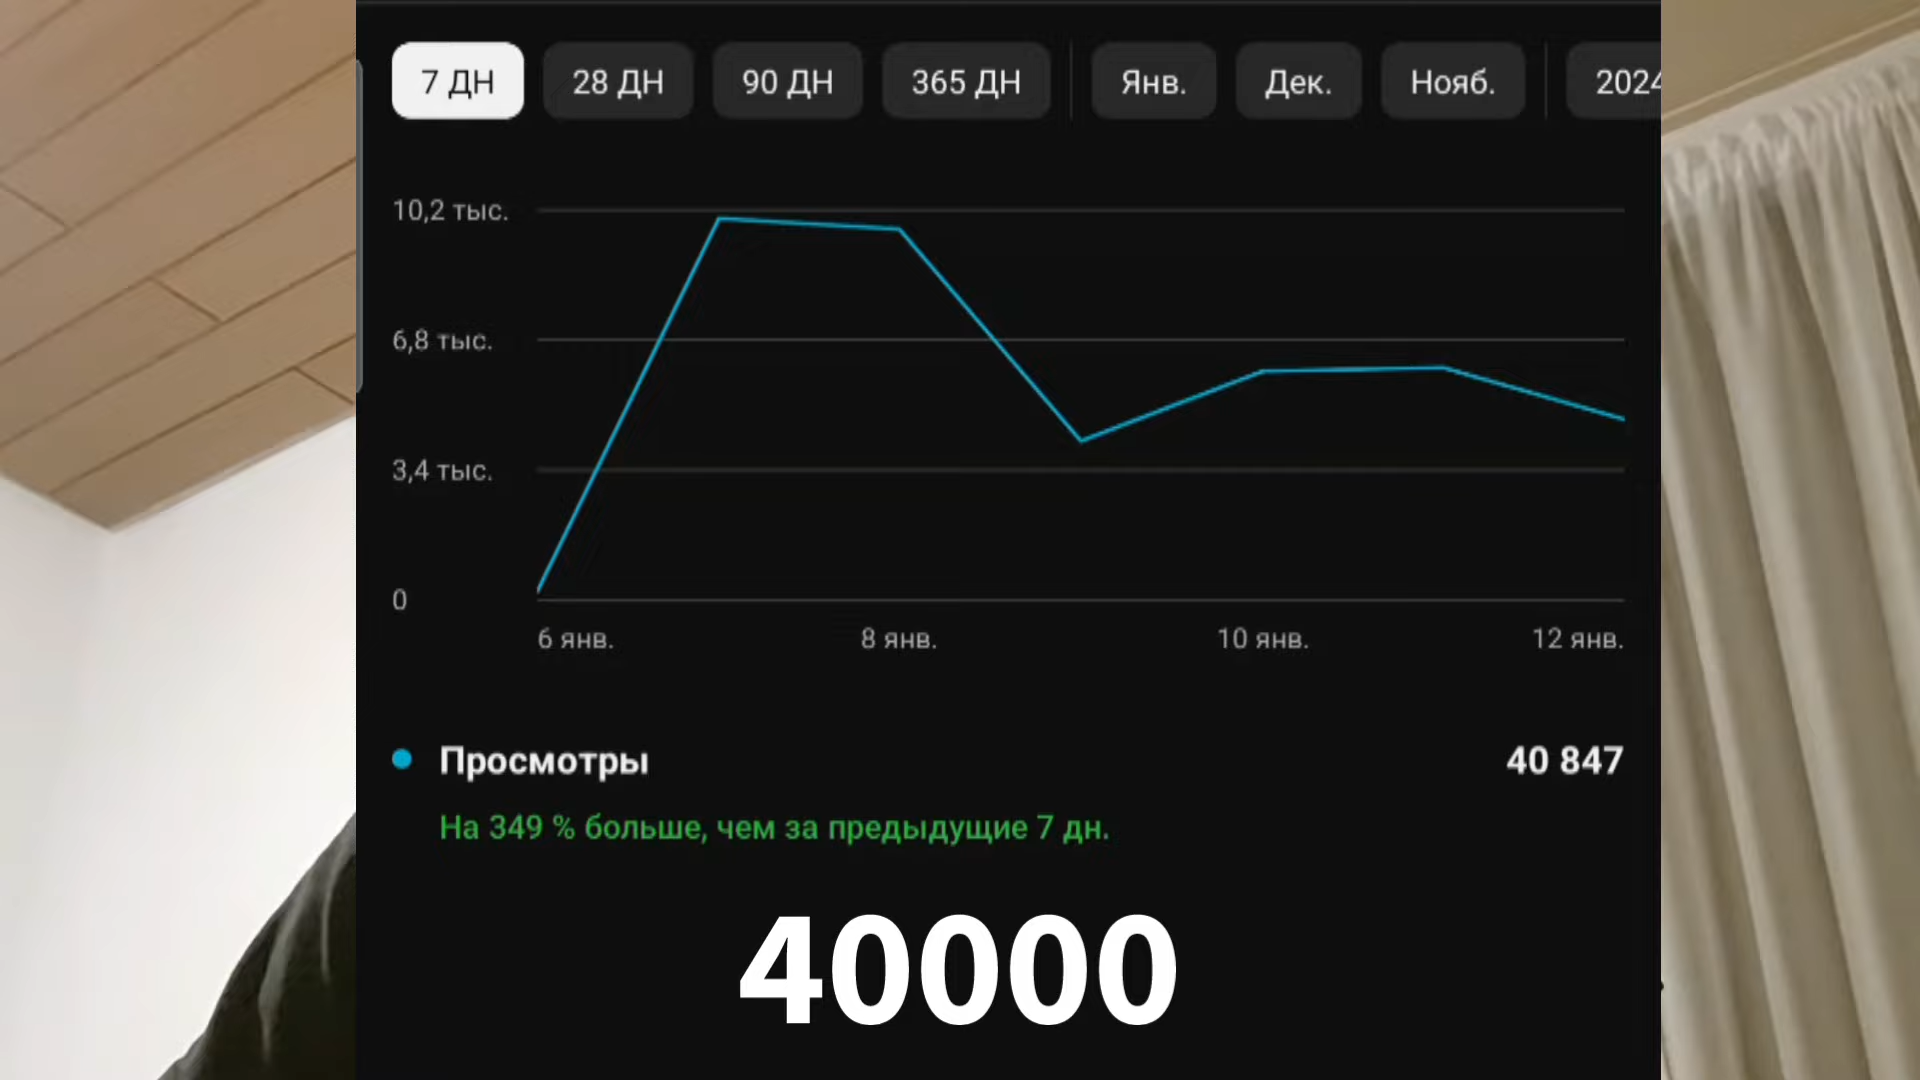 7 ДН 28 ДН 90 ДН 365 ДН Янв. Дек. Нояб. 2024
10,2 тыс.
6,8 тыс.
3,4 тыс.
0
6 янв. 8 янв. 10 янв. 12 янв.
Просмотры 40 847
На 349 % больше, чем за предыдущие 7 дн.
40000